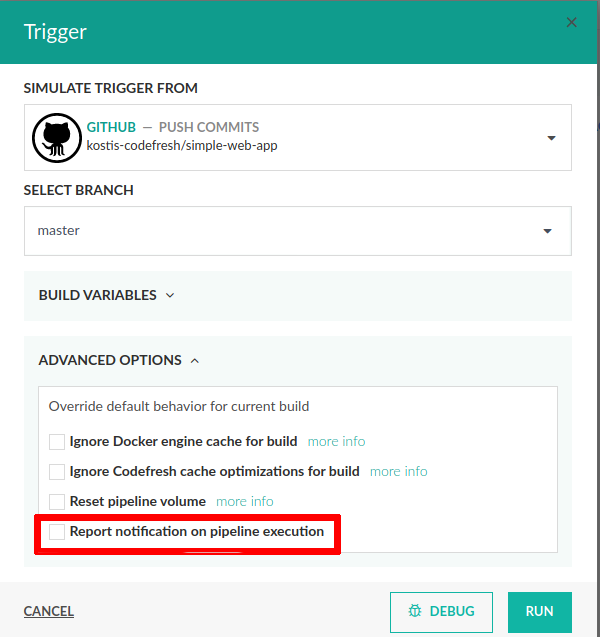 Trigger
SIMULATE TRIGGER FROM
GITHUB — PUSH COMMITS
kostis-codefresh/simple-web-app
SELECT BRANCH
master
BUILD VARIABLES
ADVANCED OPTIONS
Override default behavior for current build
Ignore Docker engine cache for build more info
Ignore Codefresh cache optimizations for build more info
Reset pipeline volume more info
Report notification on pipeline execution
CANCEL
DEBUG
RUN